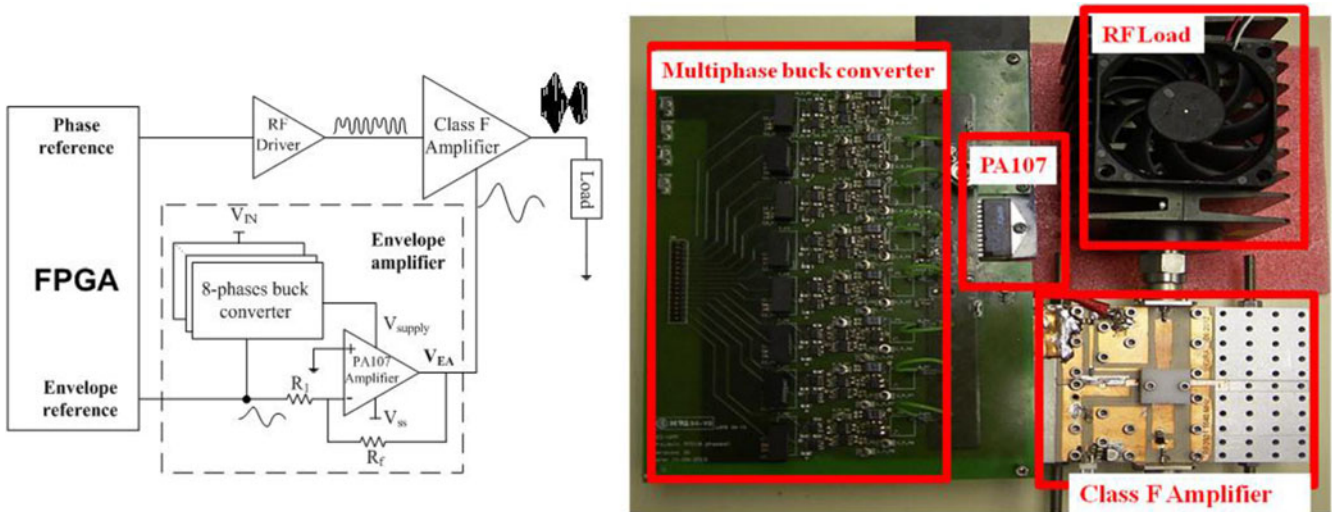 Phase
reference
RF
Driver
Class F
Amplifier
Load
V_IN
Envelope
amplifier
FPGA
8-phases buck
converter
V_supply
PA107
Amplifier
V_EA
Envelope
reference
R_1
V_ss
R_f
Multiphase buck converter
RF Load
PA107
Class F Amplifier